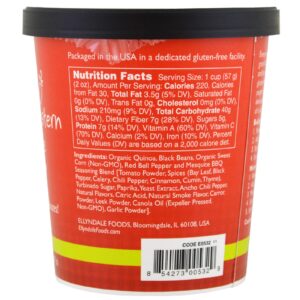 Packaged in the USA in a dedicated gluten-free facility.
Nutrition Facts Serving Size: 1 cup (57 g)
(2 oz), Amount Per Serving: Calories 220, Calories
from Fat 30, Total Fat 3.5g (5% DV), Saturated Fat
0g (0% DV), Trans Fat 0g, Cholesterol 0mg (0% DV),
Sodium 210mg (9% DV), Total Carbohydrate 40g
(13% DV), Dietary Fiber 7g (28% DV), Sugars 5g,
Protein 7g (14% DV), Vitamin A (60% DV), Vitamin C
(70% DV), Calcium (2% DV), Iron (10% DV). Percent
Daily Values (DV) are based on a 2,000 calorie diet.
Ingredients: Organic Quinoa, Black Beans, Organic Sweet
Corn (Non-GMO), Red Bell Pepper and Mesquite BBQ
Seasoning Blend [Tomato Powder, Spices (Bay Leaf, Black
Pepper, Celery, Chili Pepper, Cinnamon, Cumin, Thyme),
Turbinado Sugar, Paprika, Yeast Extract, Ancho Chili Pepper,
Natural Flavors, Citric Acid, Natural Smoke Flavor, Carrot
Powder, Leek Powder, Canola Oil (Expeller Pressed,
Non-GMO), Garlic Powder].
ELLYNDALE FOODS, Bloomingdale, IL 60108, USA
EllyndaleFoods.com
CODE E0532
8 54273 00532 3